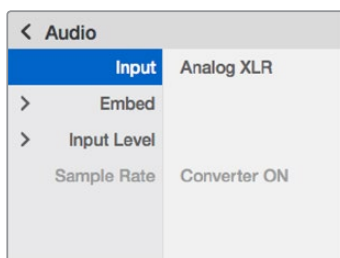 < Audio
Input Analog XLR
> Embed
> Input Level
Sample Rate Converter ON